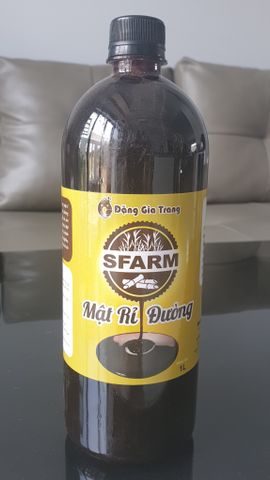 Đặng Gia Trang
SFARM
Mật Rỉ Đường
1L